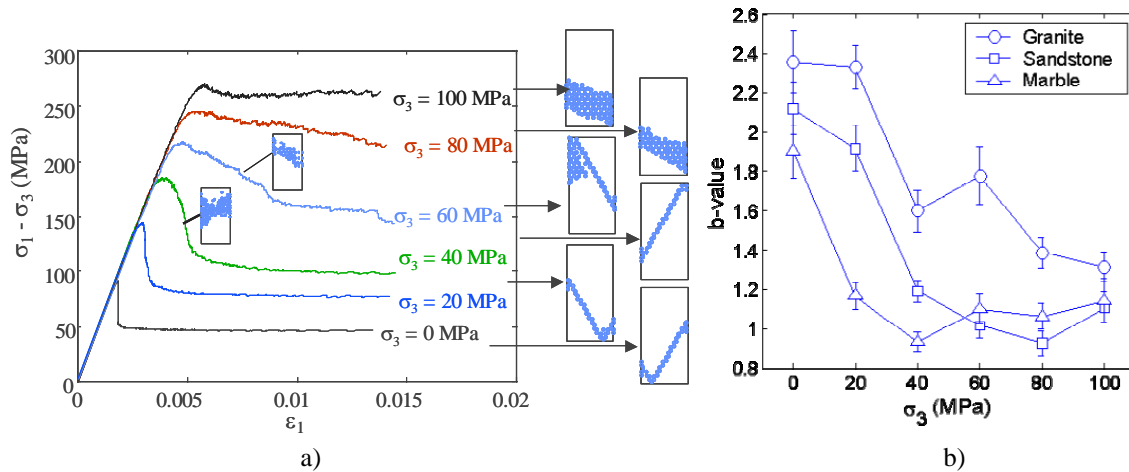 300
250
200
150
100
50
0
σ1 - σ3 (MPa)
0
0.005
0.01
0.015
0.02
ε1
σ3 = 100 MPa
σ3 = 80 MPa
σ3 = 60 MPa
σ3 = 40 MPa
σ3 = 20 MPa
σ3 = 0 MPa
a)
2.6
2.4
2.2
2
1.8
1.6
1.4
1.2
1
0.8
b-value
0
20
40
60
80
100
σ3 (MPa)
Granite
Sandstone
Marble
b)